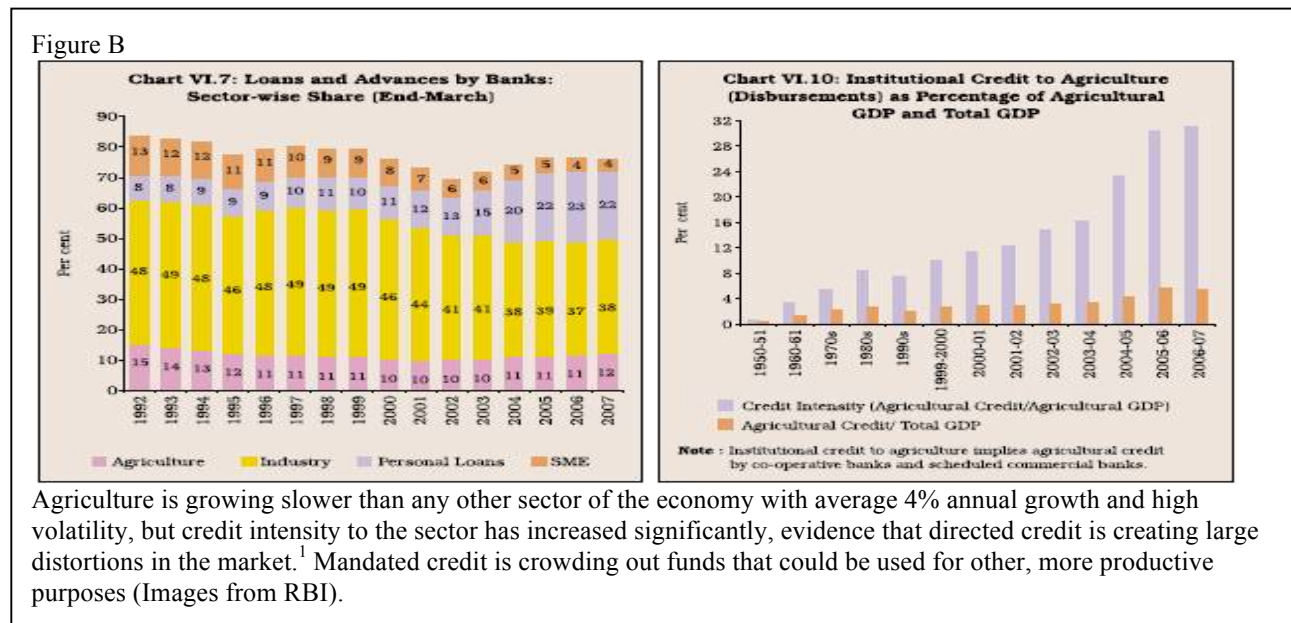 Figure B
Chart VI.7: Loans and Advances by Banks:
Sector-wise Share (End-March)
90
80
70
60
50
40
30
20
10
0
Per cent
13 12 12 11 11 10 9 9 8 7 6 6 5 5 4 4
8 8 9 9 9 10 11 10 11 12 13 15 20 22 23 22
48 49 48 46 48 49 49 49 46 44 41 41 38 39 37 38
15 14 13 12 11 11 11 11 10 10 10 10 11 11 11 12
1992 1993 1994 1995 1996 1997 1998 1999 2000 2001 2002 2003 2004 2005 2006 2007
Agriculture Industry Personal Loans SME
Chart VI.10: Institutional Credit to Agriculture
(Disbursements) as Percentage of Agricultural
GDP and Total GDP
32
28
24
20
16
12
8
4
0
Per cent
1950-51 1960-61 1970s 1980s 1990s 1999-2000 2000-01 2001-02 2002-03 2003-04 2004-05 2005-06 2006-07
Credit Intensity (Agricultural Credit/Agricultural GDP)
Agricultural Credit/ Total GDP
Note : Institutional credit to agriculture implies agricultural credit
by co-operative banks and scheduled commercial banks.
Agriculture is growing slower than any other sector of the economy with average 4% annual growth and high
volatility, but credit intensity to the sector has increased significantly, evidence that directed credit is creating large
distortions in the market.1 Mandated credit is crowding out funds that could be used for other, more productive
purposes (Images from RBI).